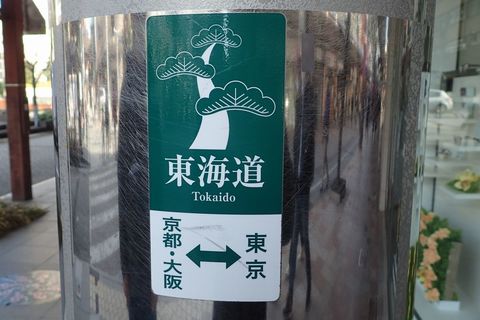 東海道
Tokaido
京都・大阪
東京